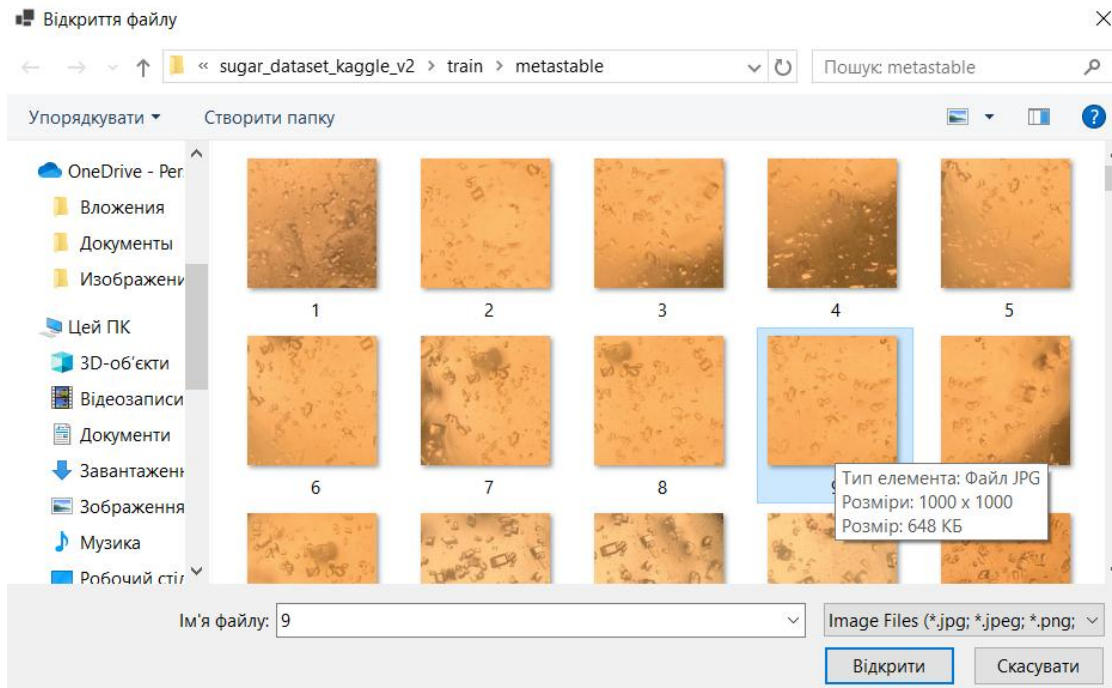 Відкриття файлу
« sugar_dataset_kaggle_v2 > train > metastable
Пошук: metastable
Упорядкувати
Створити папку
OneDrive - Per
Вложения
Документы
Изображени
Цей ПК
3D-об'єкти
Відеозаписи
Документи
Завантаженн
Зображення
Музика
Робочий стіл
1
2
3
4
5
6
7
8
9
Тип елемента: Файл JPG
Розміри: 1000 x 1000
Розмір: 648 КБ
Ім'я файлу: 9
Image Files (*.jpg; *.jpeg; *.png;
Відкрити
Скасувати